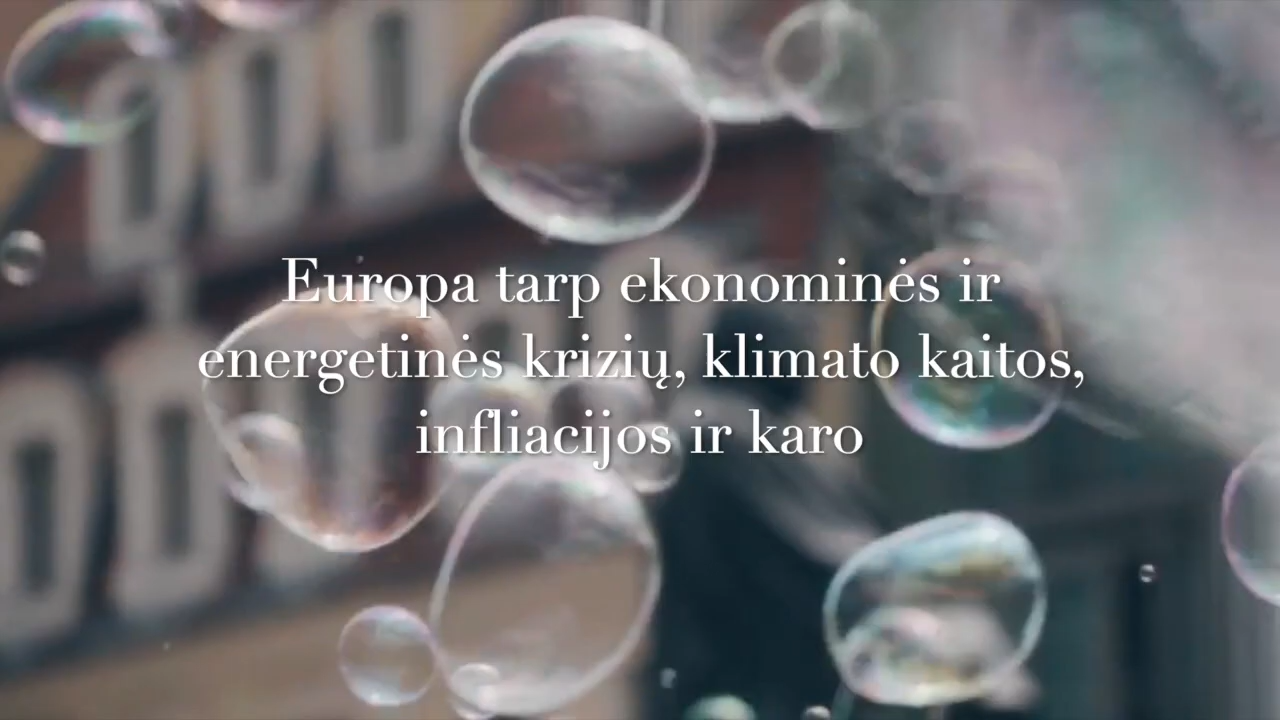 Europa tarp ekonominės ir
energetinės krizių, klimato kaitos,
infliacijos ir karo